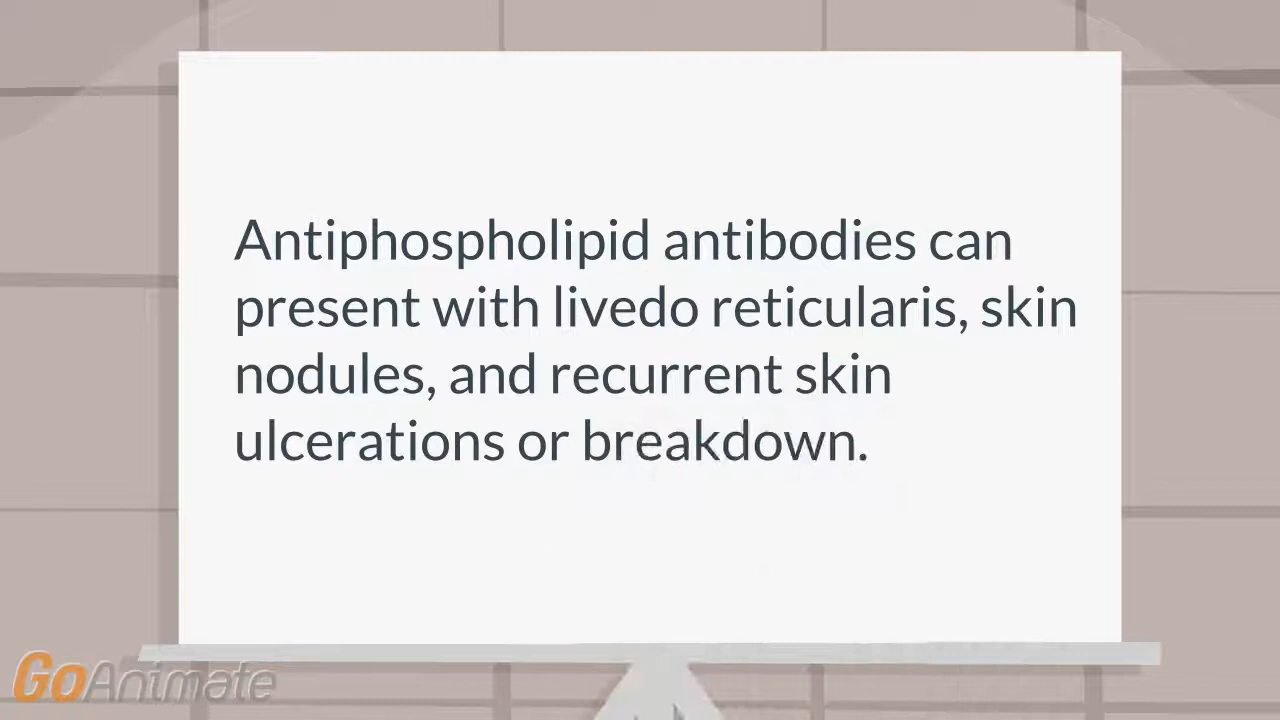 Antiphospholipid antibodies can
present with livedo reticularis, skin
nodules, and recurrent skin
ulcerations or breakdown.
GoAnimate